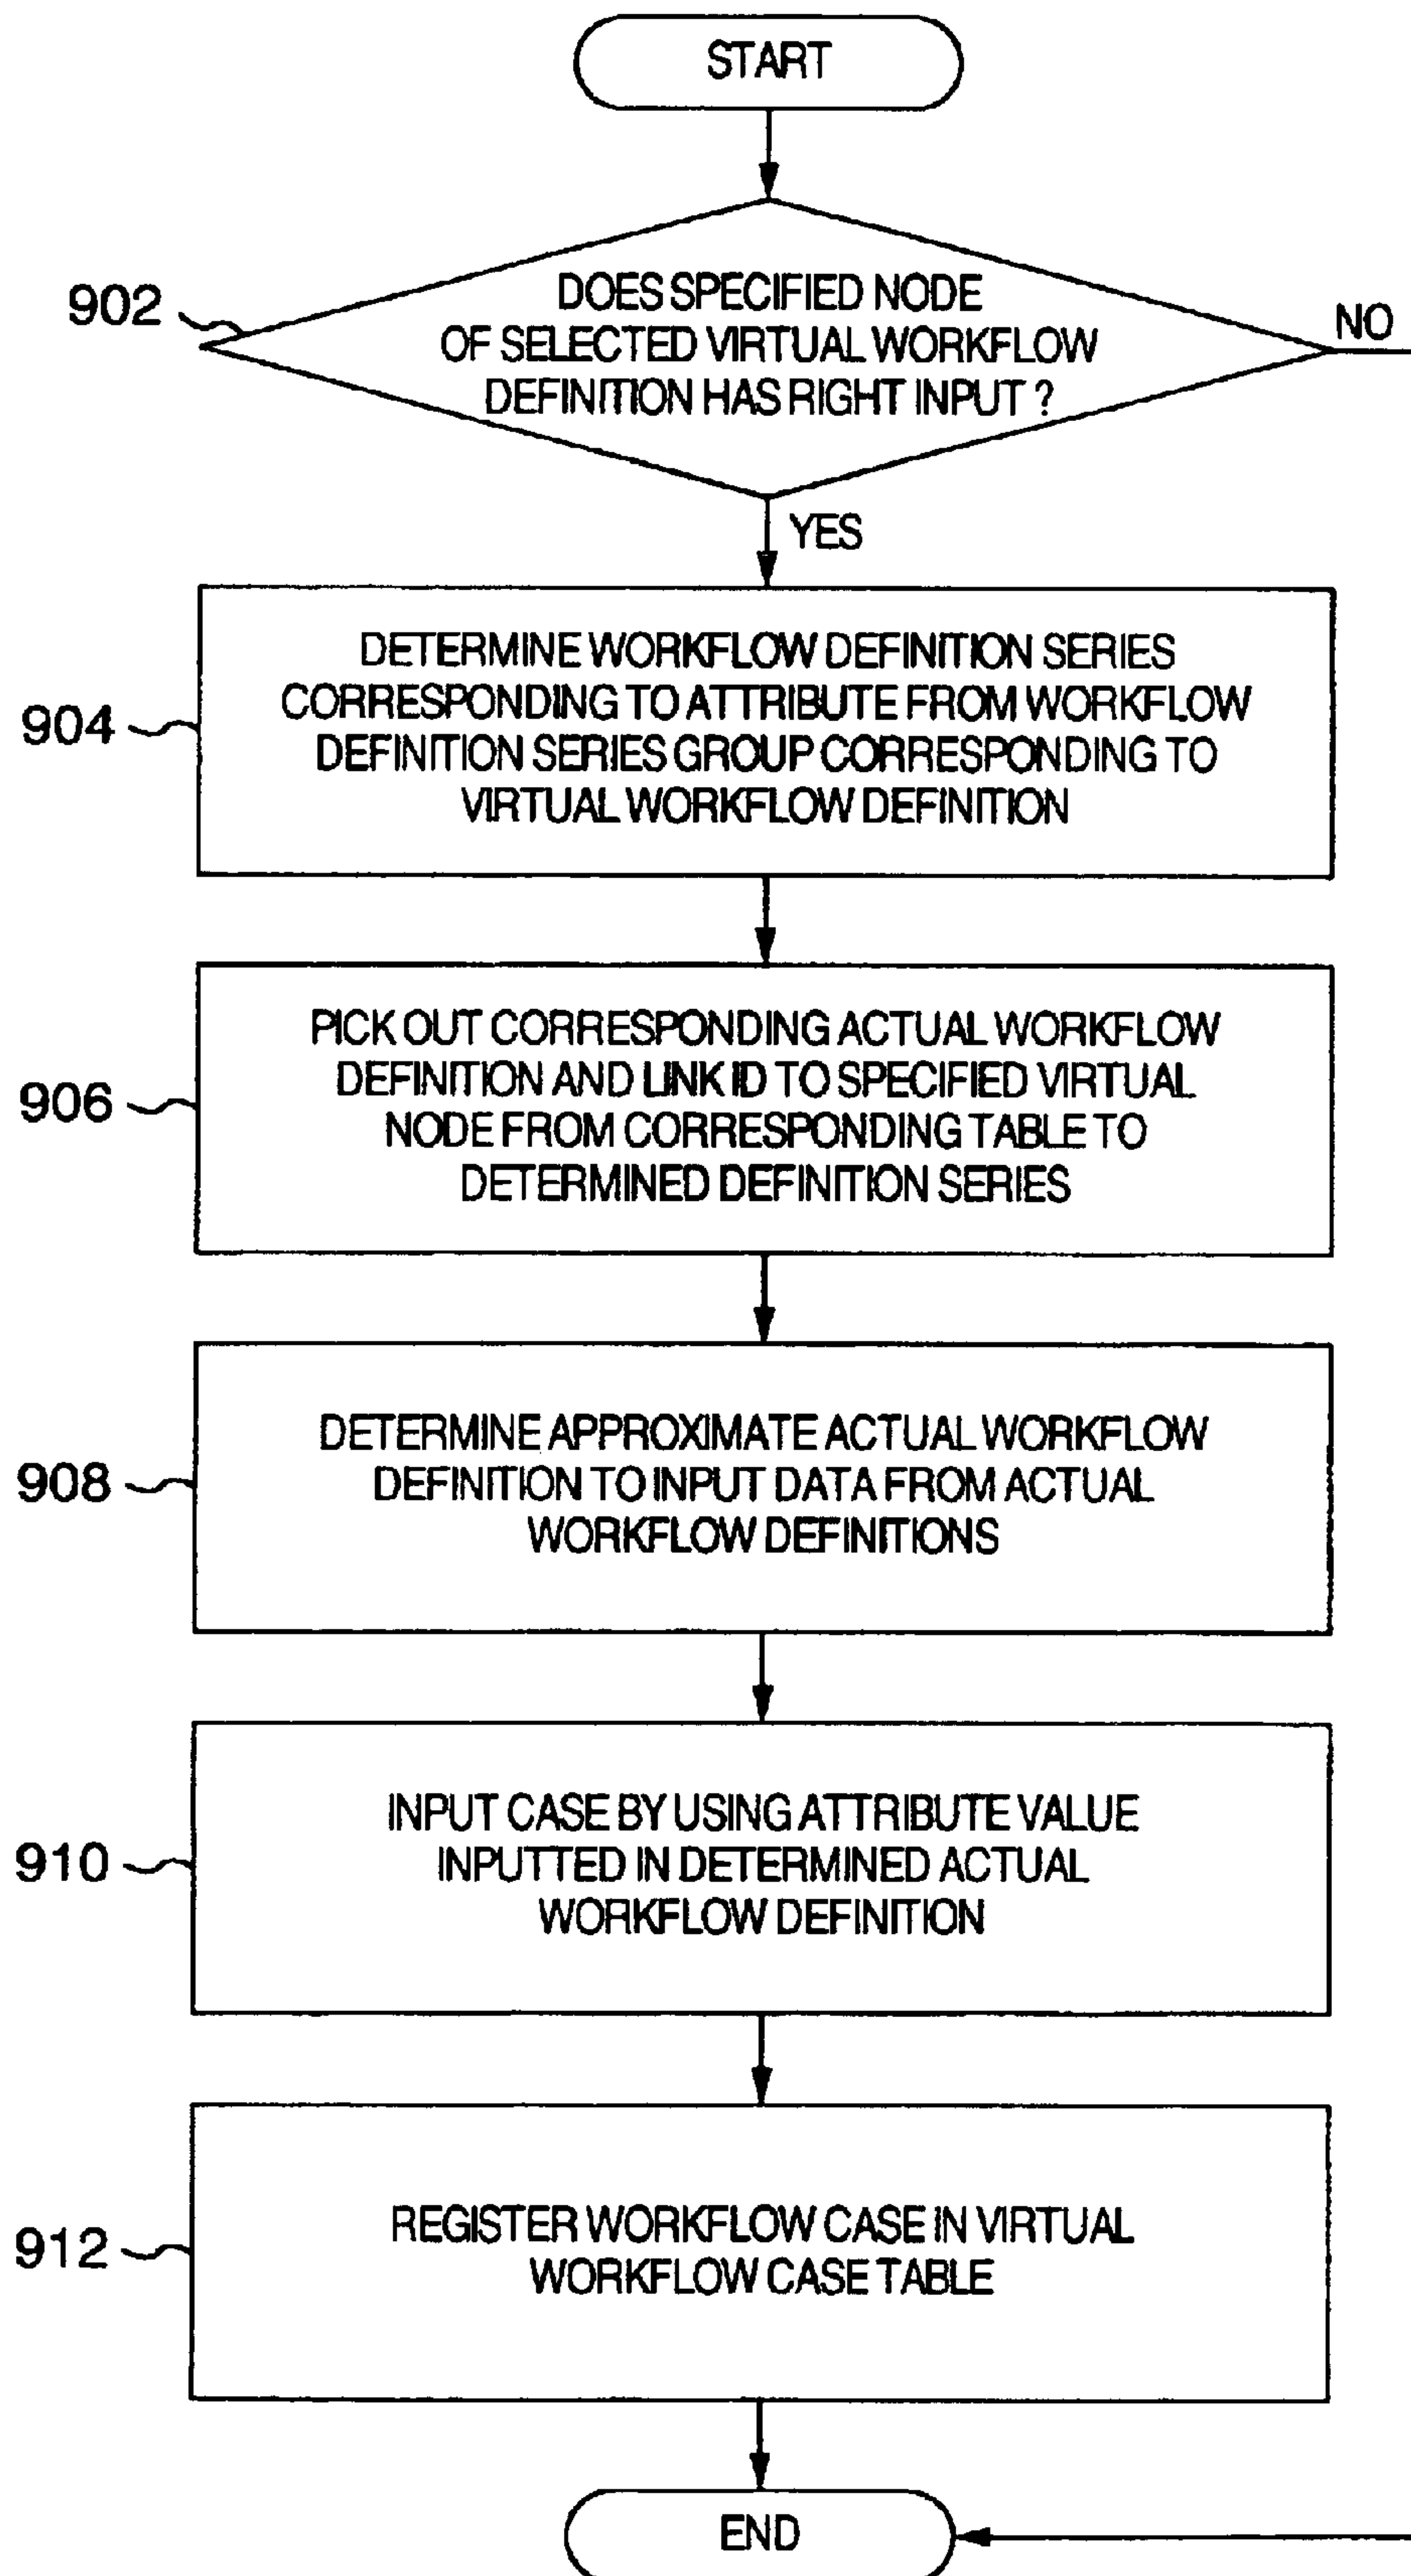 START
902
DOES SPECIFIED NODE
OF SELECTED VIRTUAL WORKFLOW
DEFINITION HAS RIGHT INPUT ?
NO
YES
904
DETERMINE WORKFLOW DEFINITION SERIES
CORRESPONDING TO ATTRIBUTE FROM WORKFLOW
DEFINITION SERIES GROUP CORRESPONDING TO
VIRTUAL WORKFLOW DEFINITION
906
PICK OUT CORRESPONDING ACTUAL WORKFLOW
DEFINITION AND LINK ID TO SPECIFIED VIRTUAL
NODE FROM CORRESPONDING TABLE TO
DETERMINED DEFINITION SERIES
908
DETERMINE APPROXIMATE ACTUAL WORKFLOW
DEFINITION TO INPUT DATA FROM ACTUAL
WORKFLOW DEFINITIONS
910
INPUT CASE BY USING ATTRIBUTE VALUE
INPUTTED IN DETERMINED ACTUAL
WORKFLOW DEFINITION
912
REGISTER WORKFLOW CASE IN VIRTUAL
WORKFLOW CASE TABLE
END